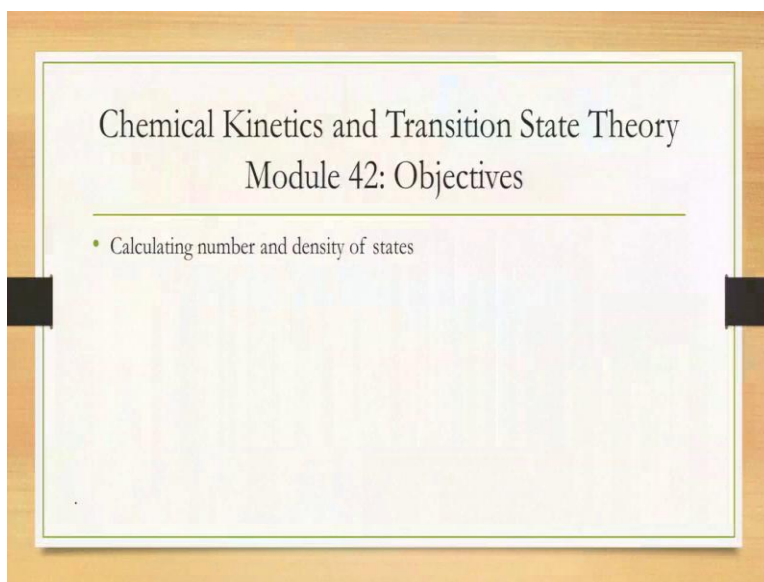 Chemical Kinetics and Transition State Theory
Module 42: Objectives
• Calculating number and density of states